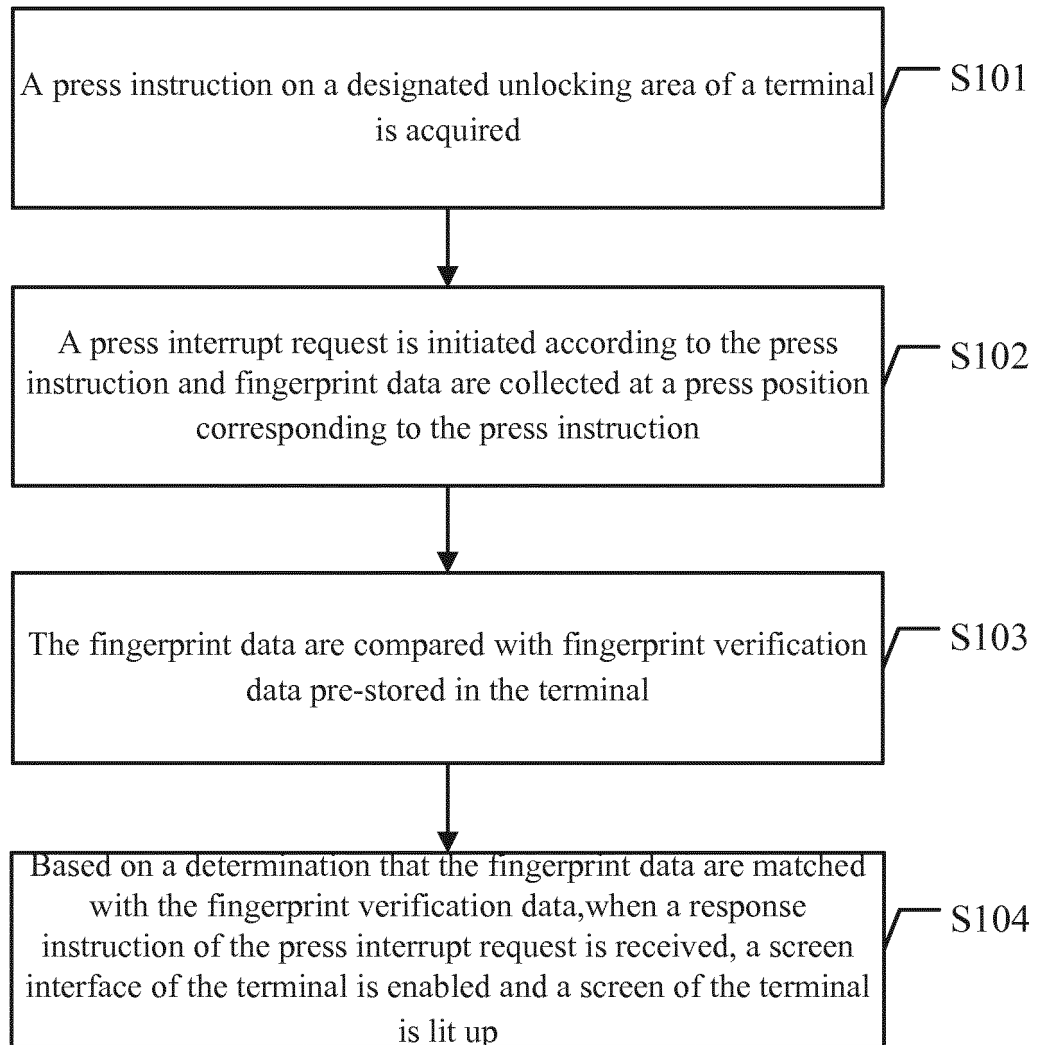 A press instruction on a designated unlocking area of a terminal
is acquired
S101
A press interrupt request is initiated according to the press
instruction and fingerprint data are collected at a press position
corresponding to the press instruction
S102
The fingerprint data are compared with fingerprint verification
data pre-stored in the terminal
S103
Based on a determination that the fingerprint data are matched
with the fingerprint verification data,when a response
instruction of the press interrupt request is received, a screen
interface of the terminal is enabled and a screen of the terminal
is lit up
S104